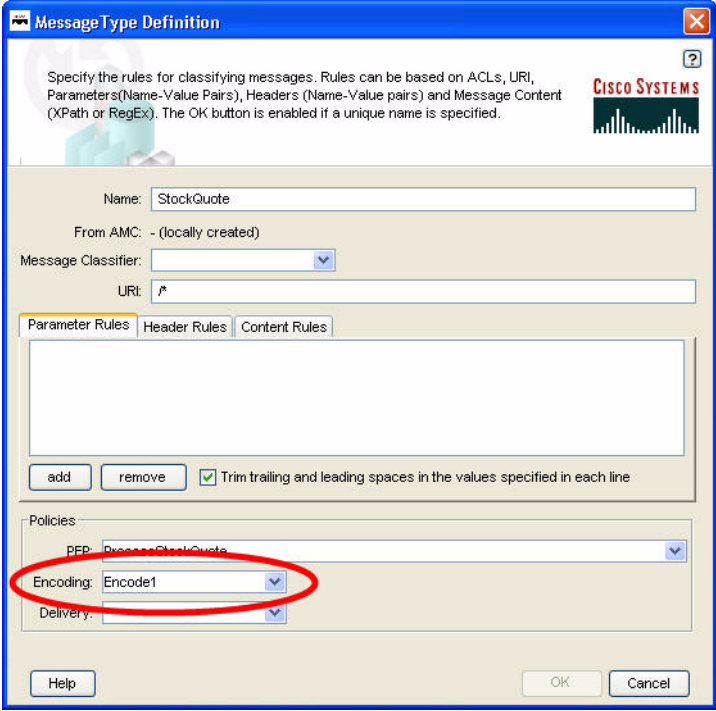 MessageType Definition
?
Specify the rules for classifying messages. Rules can be based on ACLs, URI,
Parameters(Name-Value Pairs), Headers (Name-Value pairs) and Message Content
(XPath or RegEx). The OK button is enabled if a unique name is specified.
CISCO SYSTEMS
Name: StockQuote
From AMC: - (locally created)
Message Classifier:
URI: /*
Parameter Rules Header Rules Content Rules
add remove Trim trailing and leading spaces in the values specified in each line
Policies
PEP: ProcessStockQuote
Encoding: Encode1
Delivery:
Help OK Cancel